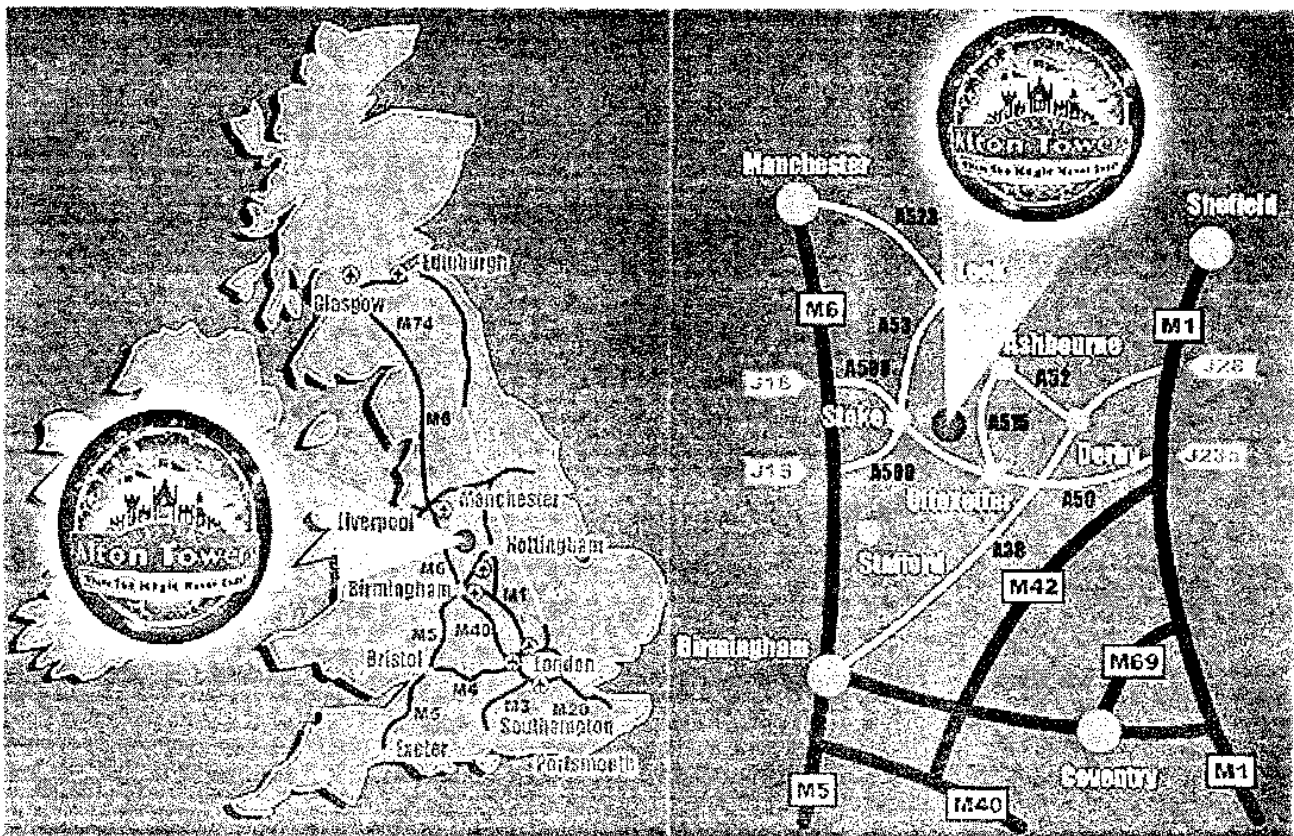 Edinburgh
Glasgow
M74
M6
Manchester
Liverpool
Nottingham
Alton Towers
M6
Birmingham
M1
M5
M40
Bristol
London
M4
M3
M20
M5
Southampton
Exeter
Portsmouth
Alton Towers
Manchester
Sheffield
A523
Leek
M6
M1
A53
Ashbourne
A500
A52
J16
J28
Stoke
A515
Derby
J15
A500
Uttoxeter
A50
Stafford
A38
M42
Birmingham
M69
Coventry
M5
M40
M1